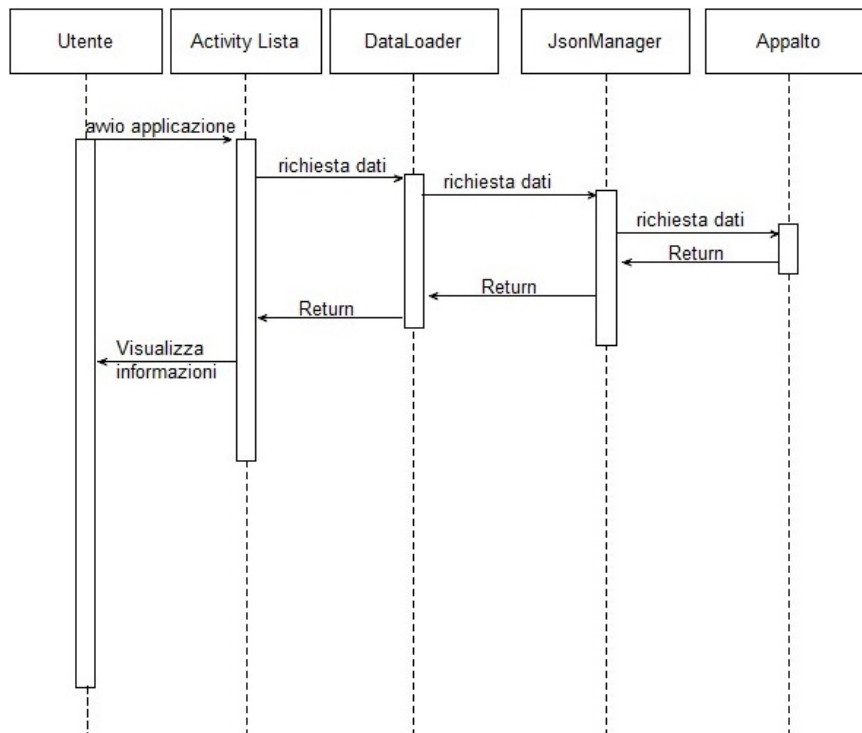 Utente
Activity Lista
DataLoader
JsonManager
Appalto
avvio applicazione
richiesta dati
richiesta dati
richiesta dati
Return
Return
Return
Visualizza
informazioni